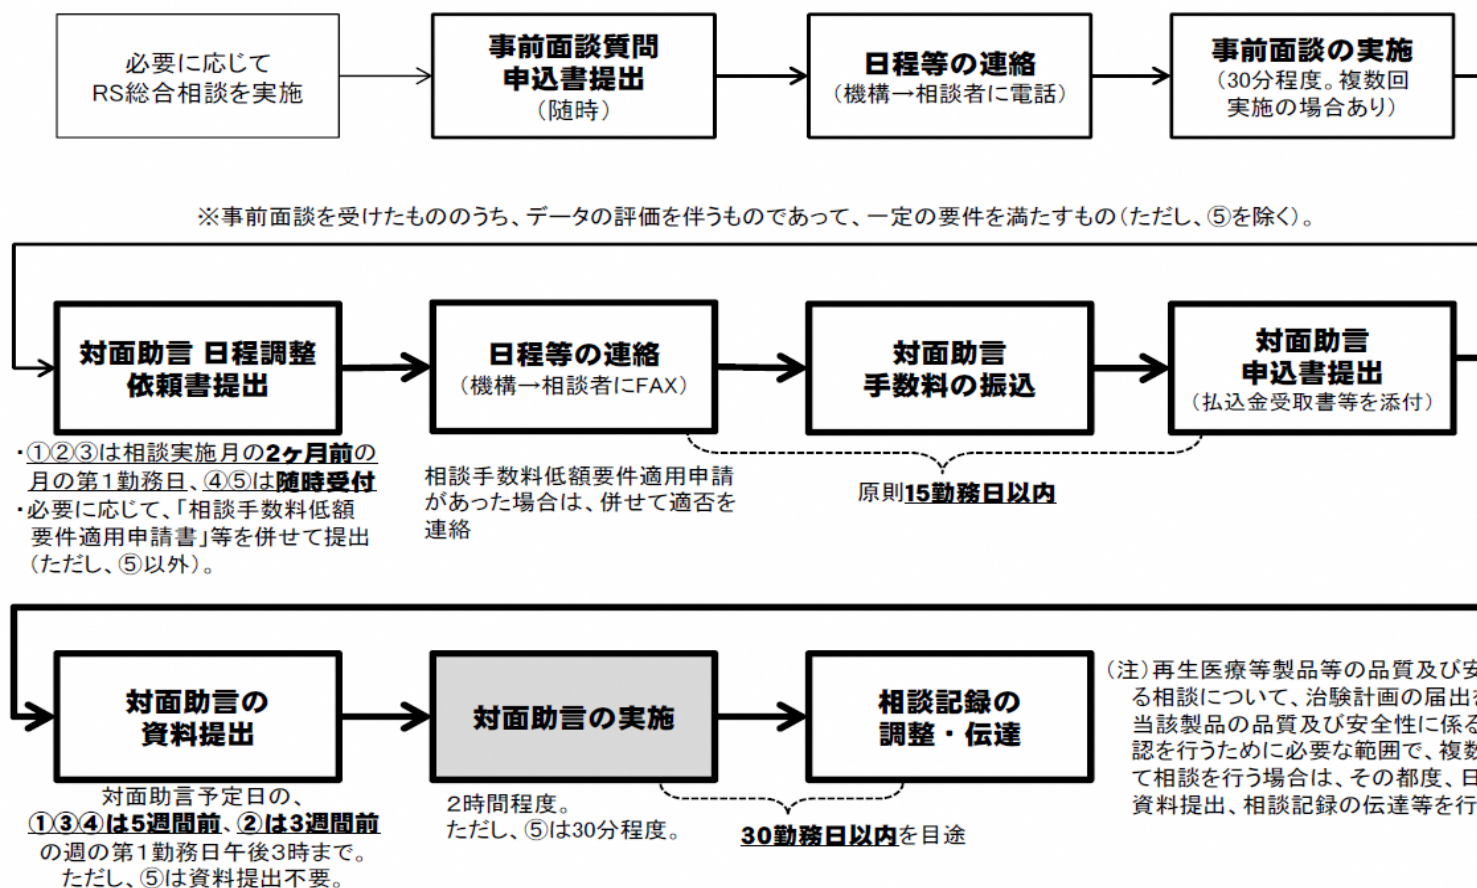 必要に応じて
RS総合相談を実施
事前面談質問
申込書提出
（随時）
日程等の連絡
（機構→相談者に電話）
事前面談の実施
（30分程度。複数回
実施の場合あり）
※事前面談を受けたもののうち、データの評価を伴うものであって、一定の要件を満たすもの（ただし、⑤を除く）。
対面助言 日程調整
依頼書提出
日程等の連絡
（機構→相談者にFAX）
対面助言
手数料の振込
対面助言
申込書提出
（払込金受取書等を添付）
・①②③は相談実施月の2ヶ月前の
月の第1勤務日、④⑤は随時受付
・必要に応じて、「相談手数料低額
要件適用申請書」等を併せて提出
（ただし、⑤以外）。
相談手数料低額要件適用申請
があった場合は、併せて適否を
連絡
原則15勤務日以内
対面助言の
資料提出
対面助言の実施
相談記録の
調整・伝達
対面助言予定日の、
①③④は5週間前、②は3週間前
の週の第1勤務日午後3時まで。
ただし、⑤は資料提出不要。
2時間程度。
ただし、⑤は30分程度。
30勤務日以内を目途
（注）再生医療等製品等の品質及び安
る相談について、治験計画の届出を
当該製品の品質及び安全性に係る
認を行うために必要な範囲で、複数
て相談を行う場合は、その都度、日
資料提出、相談記録の伝達等を行